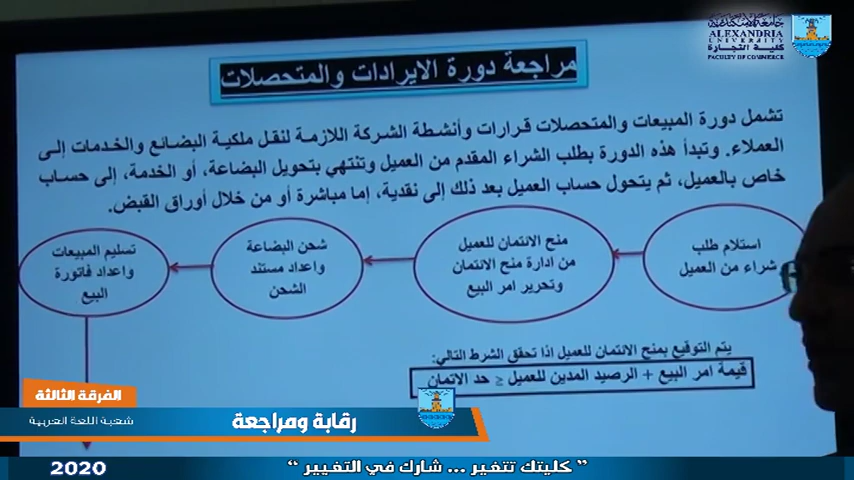 جامعة الإسكندرية
ALEXANDRIA
UNIVERSITY
كلية التجارة
FACULTY OF COMMERCE
مراجعة دورة الايرادات والمتحصلات
تشمل دورة المبيعات والمتحصلات قرارات وأنشطة الشركة اللازمة لنقل ملكية البضائع والخدمات إلى
العملاء. وتبدأ هذه الدورة بطلب الشراء المقدم من العميل وتنتهي بتحويل البضاعة، أو الخدمة، إلى حساب
خاص بالعميل، ثم يتحول حساب العميل بعد ذلك إلى نقدية، إما مباشرة أو من خلال أوراق القبض.
استلام طلب
شراء من العميل
منح الائتمان للعميل
من ادارة منح الائتمان
وتحرير امر البيع
شحن البضاعة
واعداد مستند
الشحن
تسليم المبيعات
واعداد فاتورة
البيع
يتم التوقيع بمنح الائتمان للعميل اذا تحقق الشرط التالي:
قيمة امر البيع + الرصيد المدين للعميل ≥ حد الاتمان
الفرقة الثالثة
شعبة اللغة العربية
رقابة ومراجعة
2020
” كليتك تتغير ... شارك في التغيير “